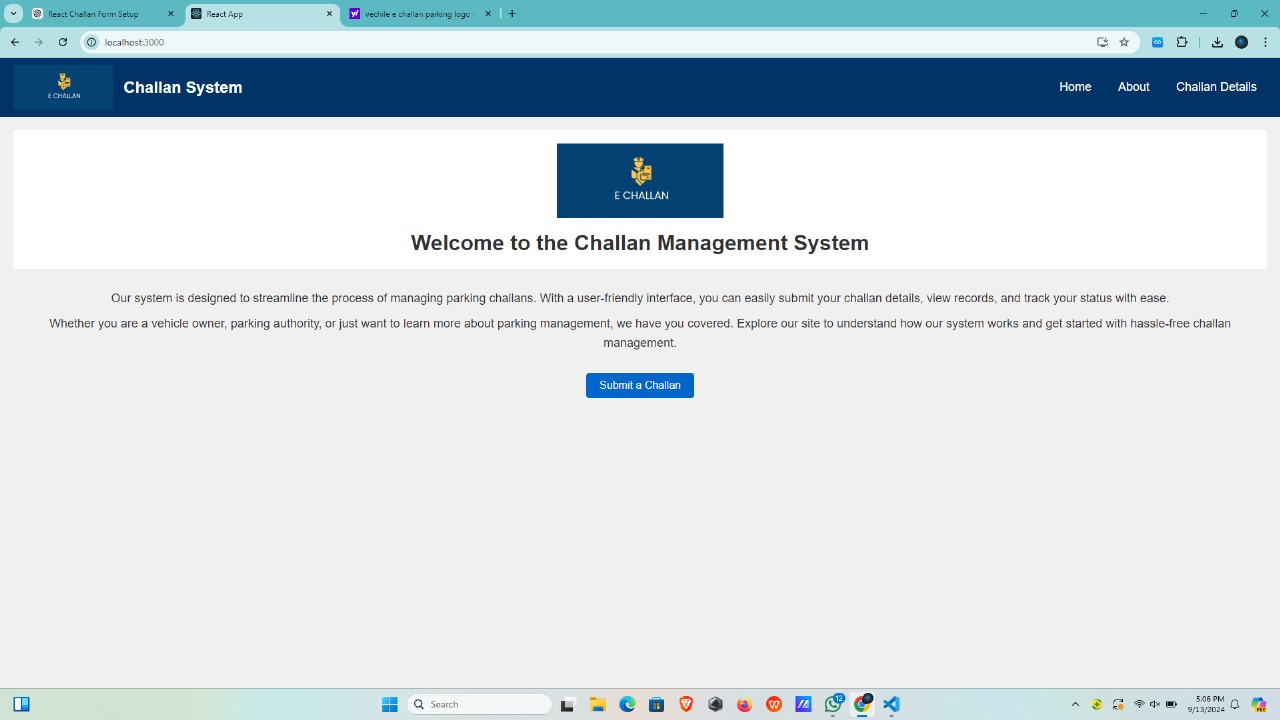 React Challan Form Setup
React App
vechile e challan parking logo -
localhost:3000
E CHALLAN
Challan System
Home
About
Challan Details
E CHALLAN
Welcome to the Challan Management System
Our system is designed to streamline the process of managing parking challans. With a user-friendly interface, you can easily submit your challan details, view records, and track your status with ease.
Whether you are a vehicle owner, parking authority, or just want to learn more about parking management, we have you covered. Explore our site to understand how our system works and get started with hassle-free challan
management.
Submit a Challan
Search
12
5:06 PM
9/13/2024